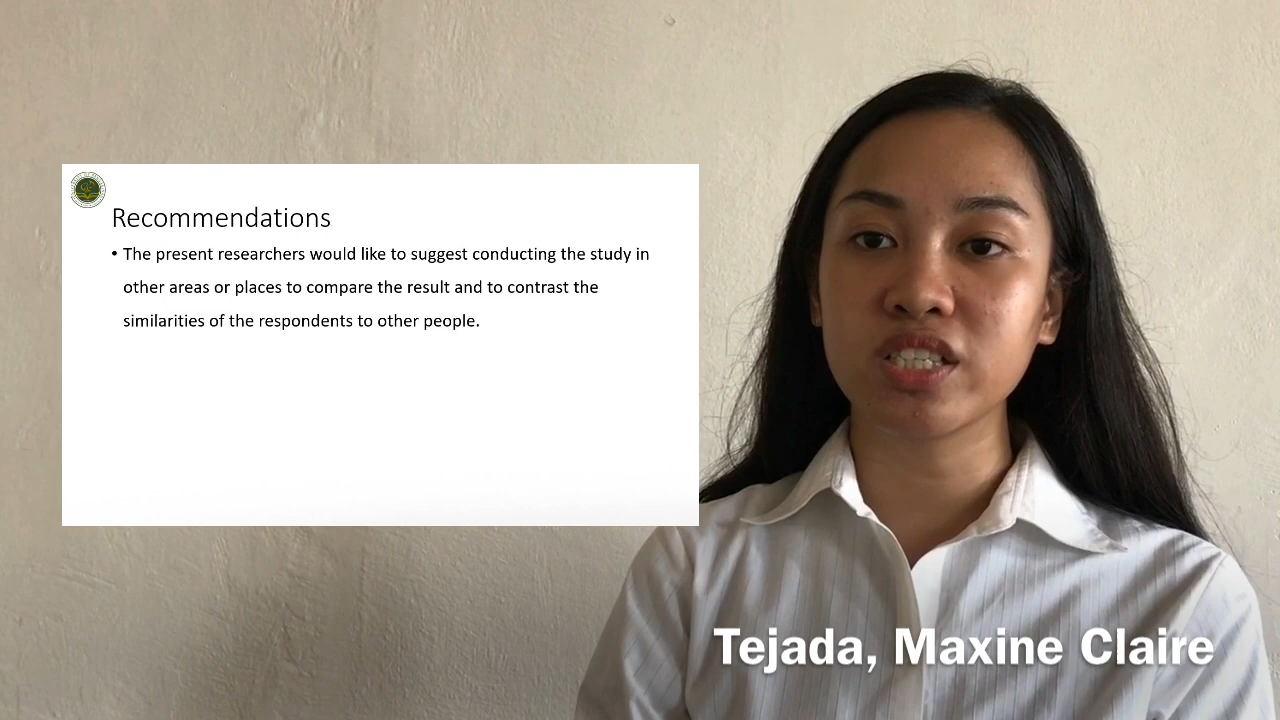 Recommendations
• The present researchers would like to suggest conducting the study in
other areas or places to compare the result and to contrast the
similarities of the respondents to other people.
Tejada, Maxine Claire